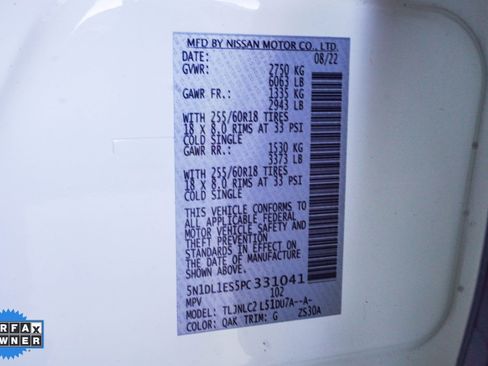 MFD BY NISSAN MOTOR CO., LTD.
DATE: 08/22
GVWR: 2750 KG
6063 LB
GAWR FR.: 1335 KG
2943 LB
WITH 255/60R18 TIRES
18 X 8.0 RIMS AT 33 PSI
COLD SINGLE
GAWR RR.: 1530 KG
3373 LB
WITH 255/60R18 TIRES
18 X 8.0 RIMS AT 33 PSI
COLD SINGLE
THIS VEHICLE CONFORMS TO
ALL APPLICABLE FEDERAL
MOTOR VEHICLE SAFETY AND
THEFT PREVENTION
STANDARDS IN EFFECT ON
THE DATE OF MANUFACTURE
SHOWN ABOVE.
5N1DL1ES5PC331041
MPV 102
MODEL: TLJNLC2 L51DU7A--A-
COLOR: QAK TRIM: G ZS30A
RFAX
WNER